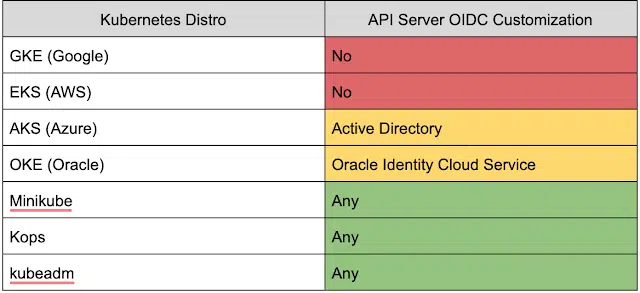 Kubernetes Distro API Server OIDC Customization
GKE (Google) No
EKS (AWS) No
AKS (Azure) Active Directory
OKE (Oracle) Oracle Identity Cloud Service
Minikube Any
Kops Any
kubeadm Any